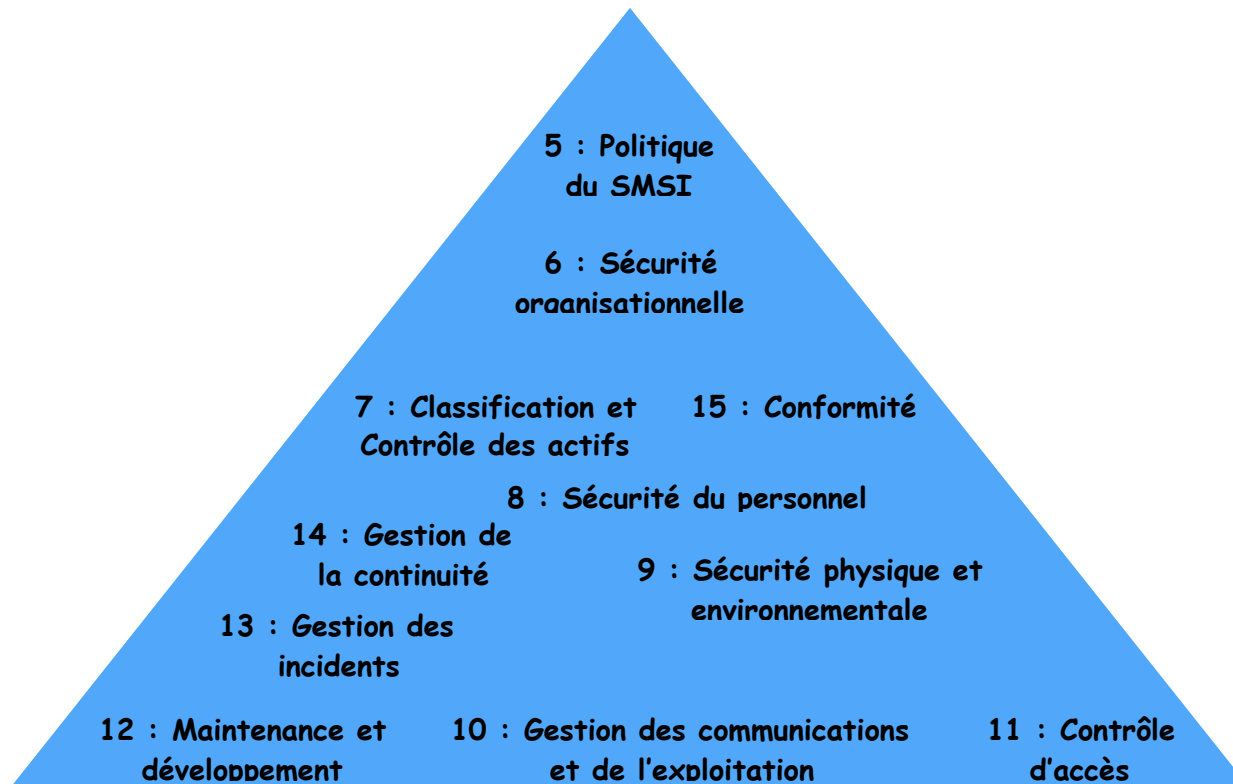 5 : Politique
du SMSI
6 : Sécurité
organisationnelle
7 : Classification et
Contrôle des actifs
15 : Conformité
8 : Sécurité du personnel
14 : Gestion de
la continuité
9 : Sécurité physique et
environnementale
13 : Gestion des
incidents
12 : Maintenance et
développement
10 : Gestion des communications
et de l'exploitation
11 : Contrôle
d'accès